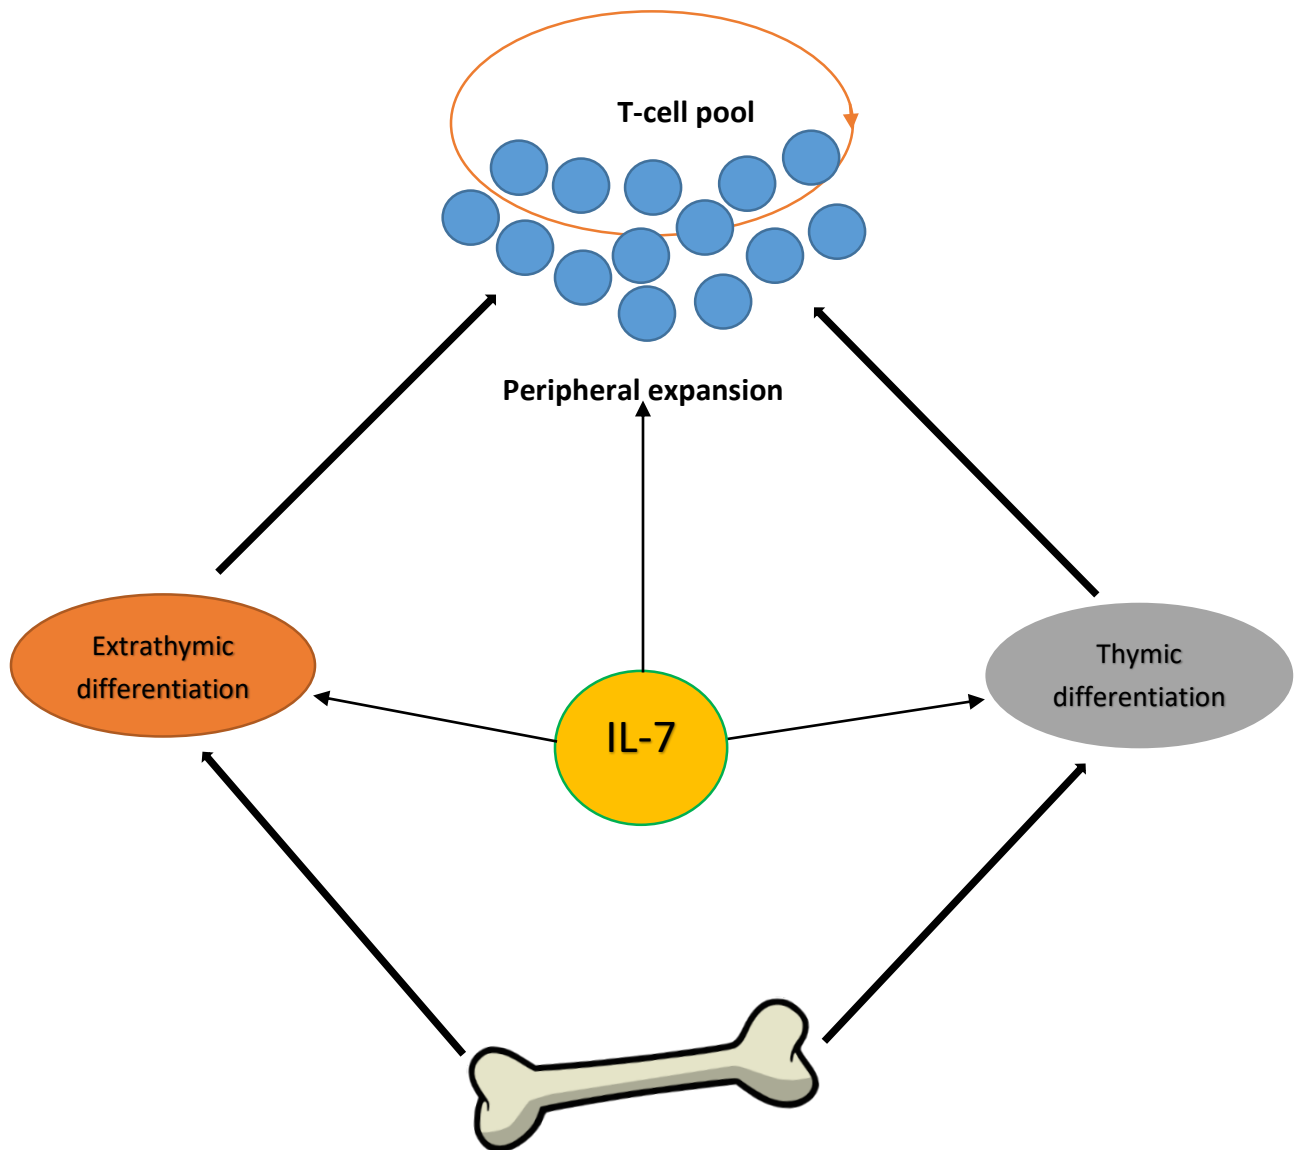 T-cell pool
Peripheral expansion
Extrathymic
differentiation
IL-7
Thymic
differentiation